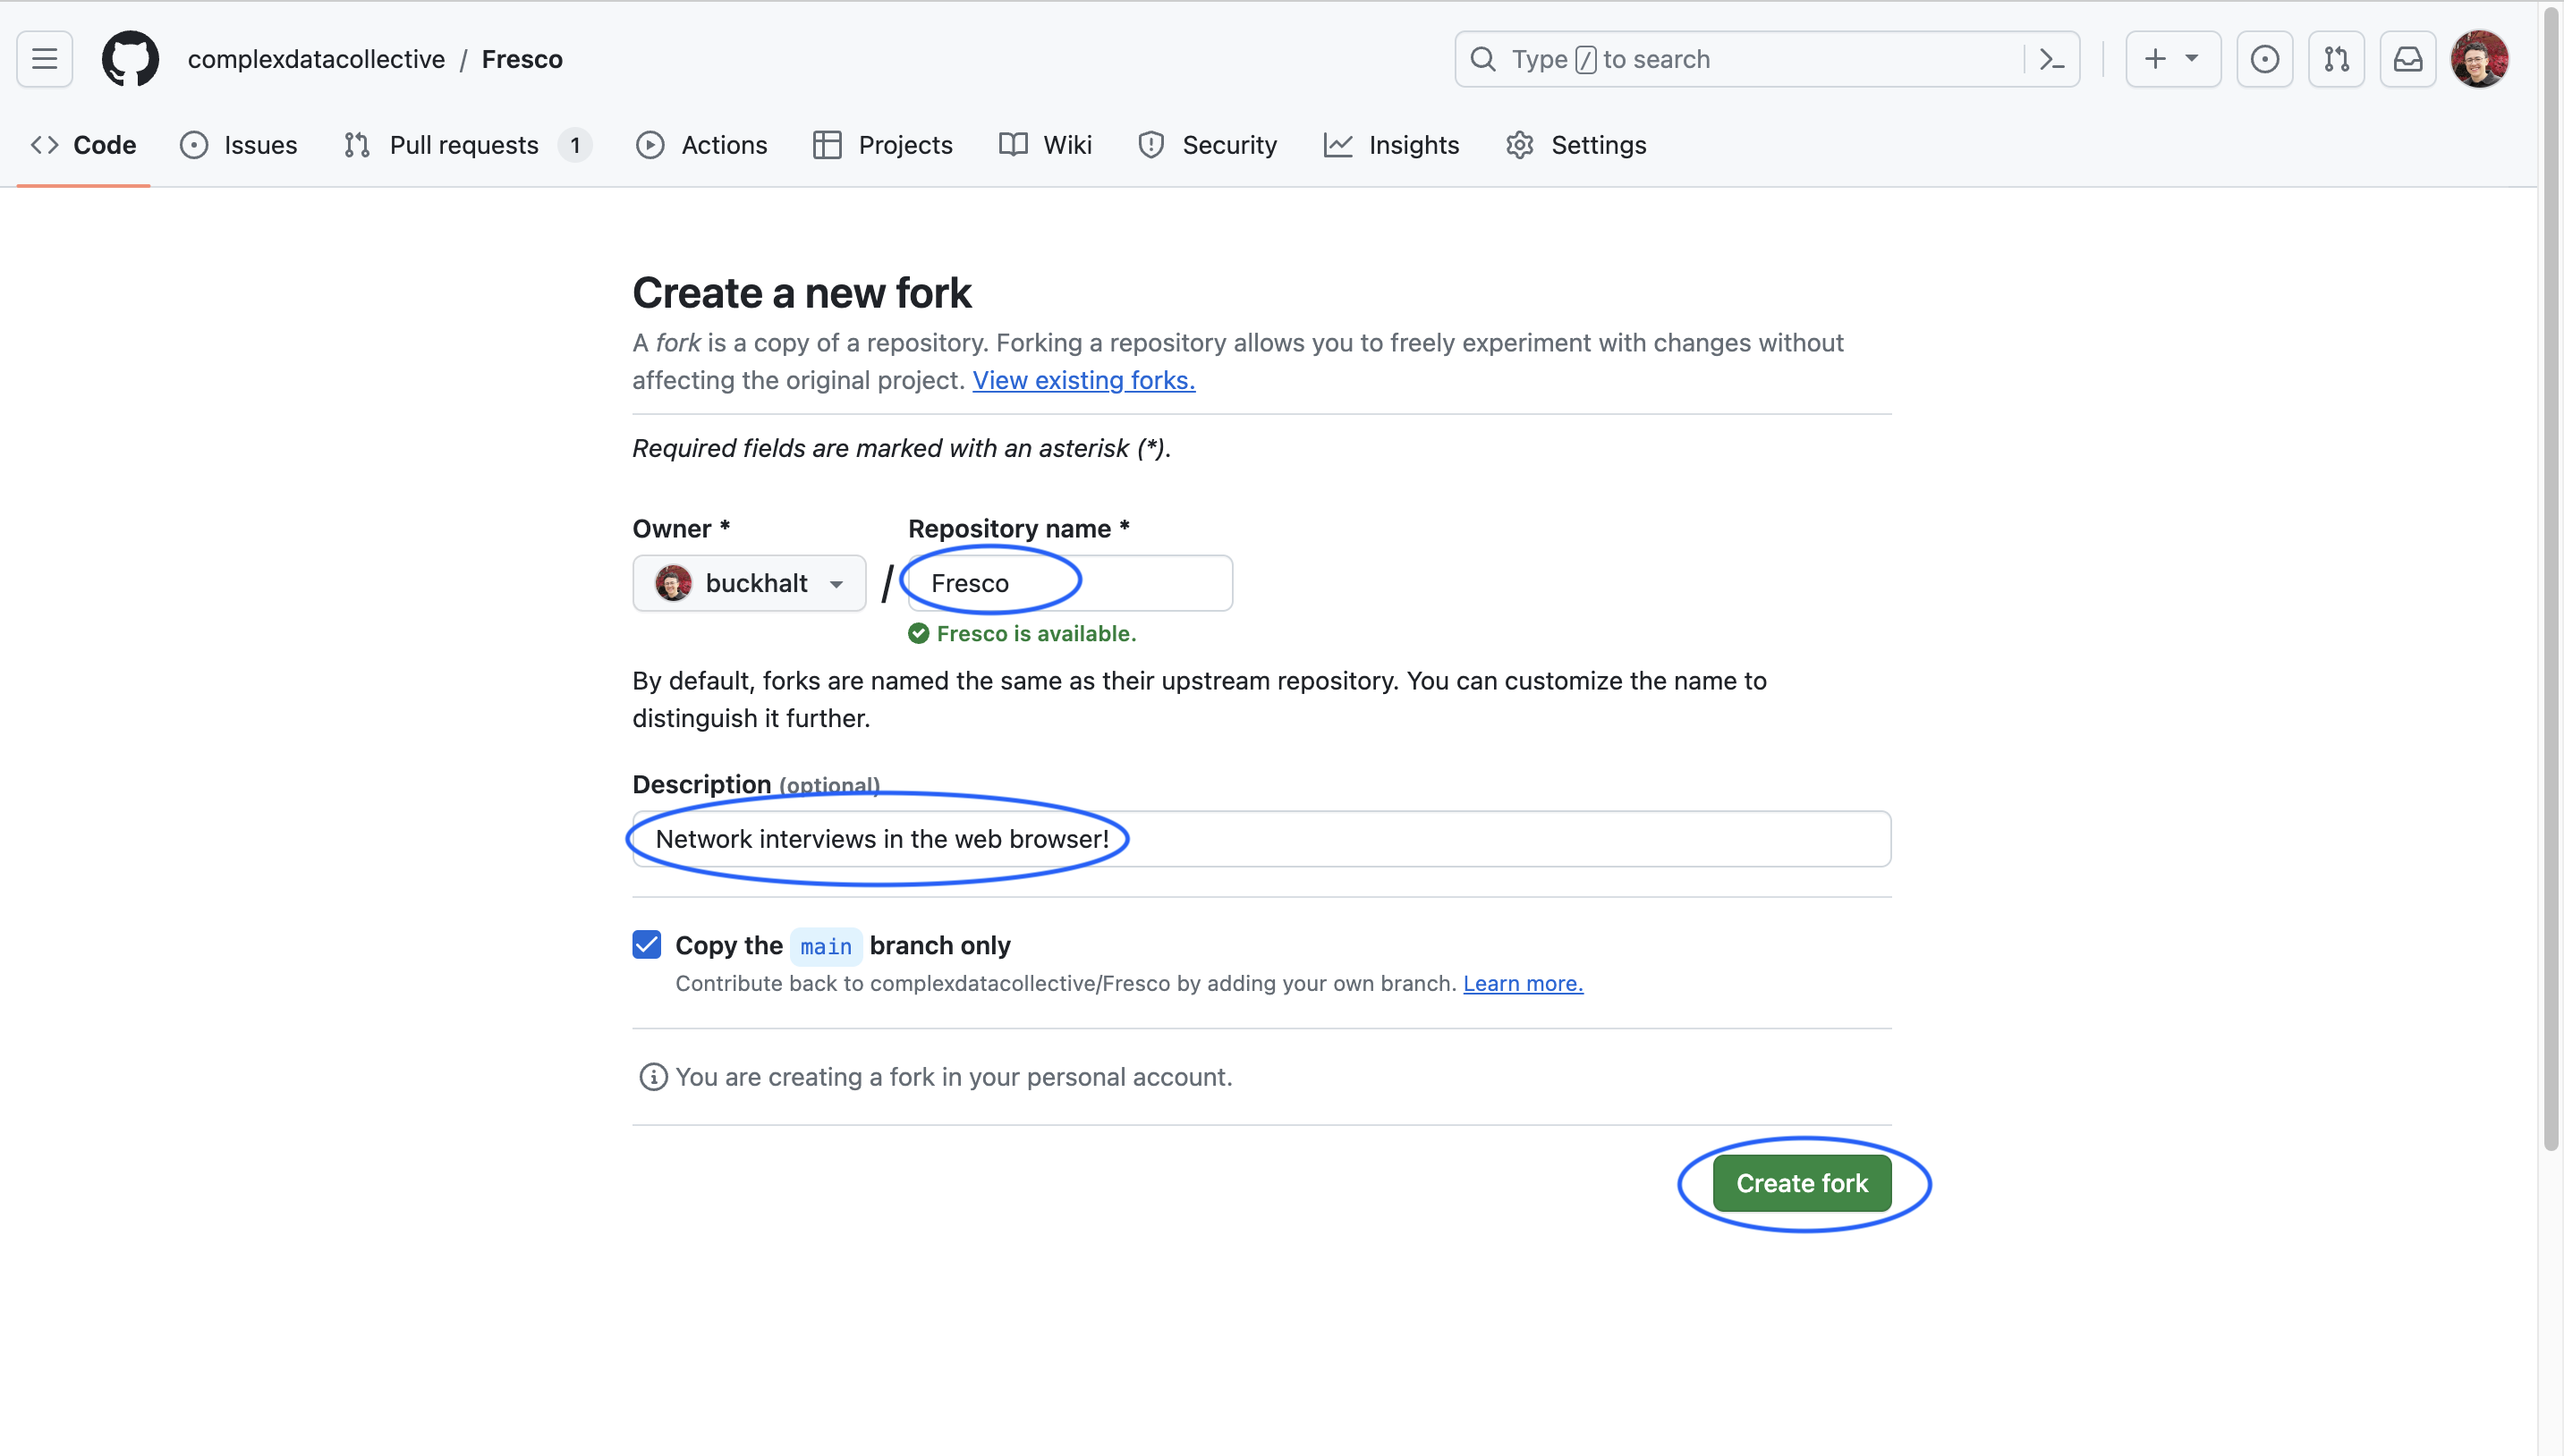 complexdatacollective / Fresco
Type / to search
Code Issues Pull requests 1 Actions Projects Wiki Security Insights Settings
Create a new fork
A fork is a copy of a repository. Forking a repository allows you to freely experiment with changes without
affecting the original project. View existing forks.
Required fields are marked with an asterisk (*).
Owner * Repository name *
buckhalt / Fresco
Fresco is available.
By default, forks are named the same as their upstream repository. You can customize the name to
distinguish it further.
Description (optional)
Network interviews in the web browser!
Copy the main branch only
Contribute back to complexdatacollective/Fresco by adding your own branch. Learn more.
You are creating a fork in your personal account.
Create fork